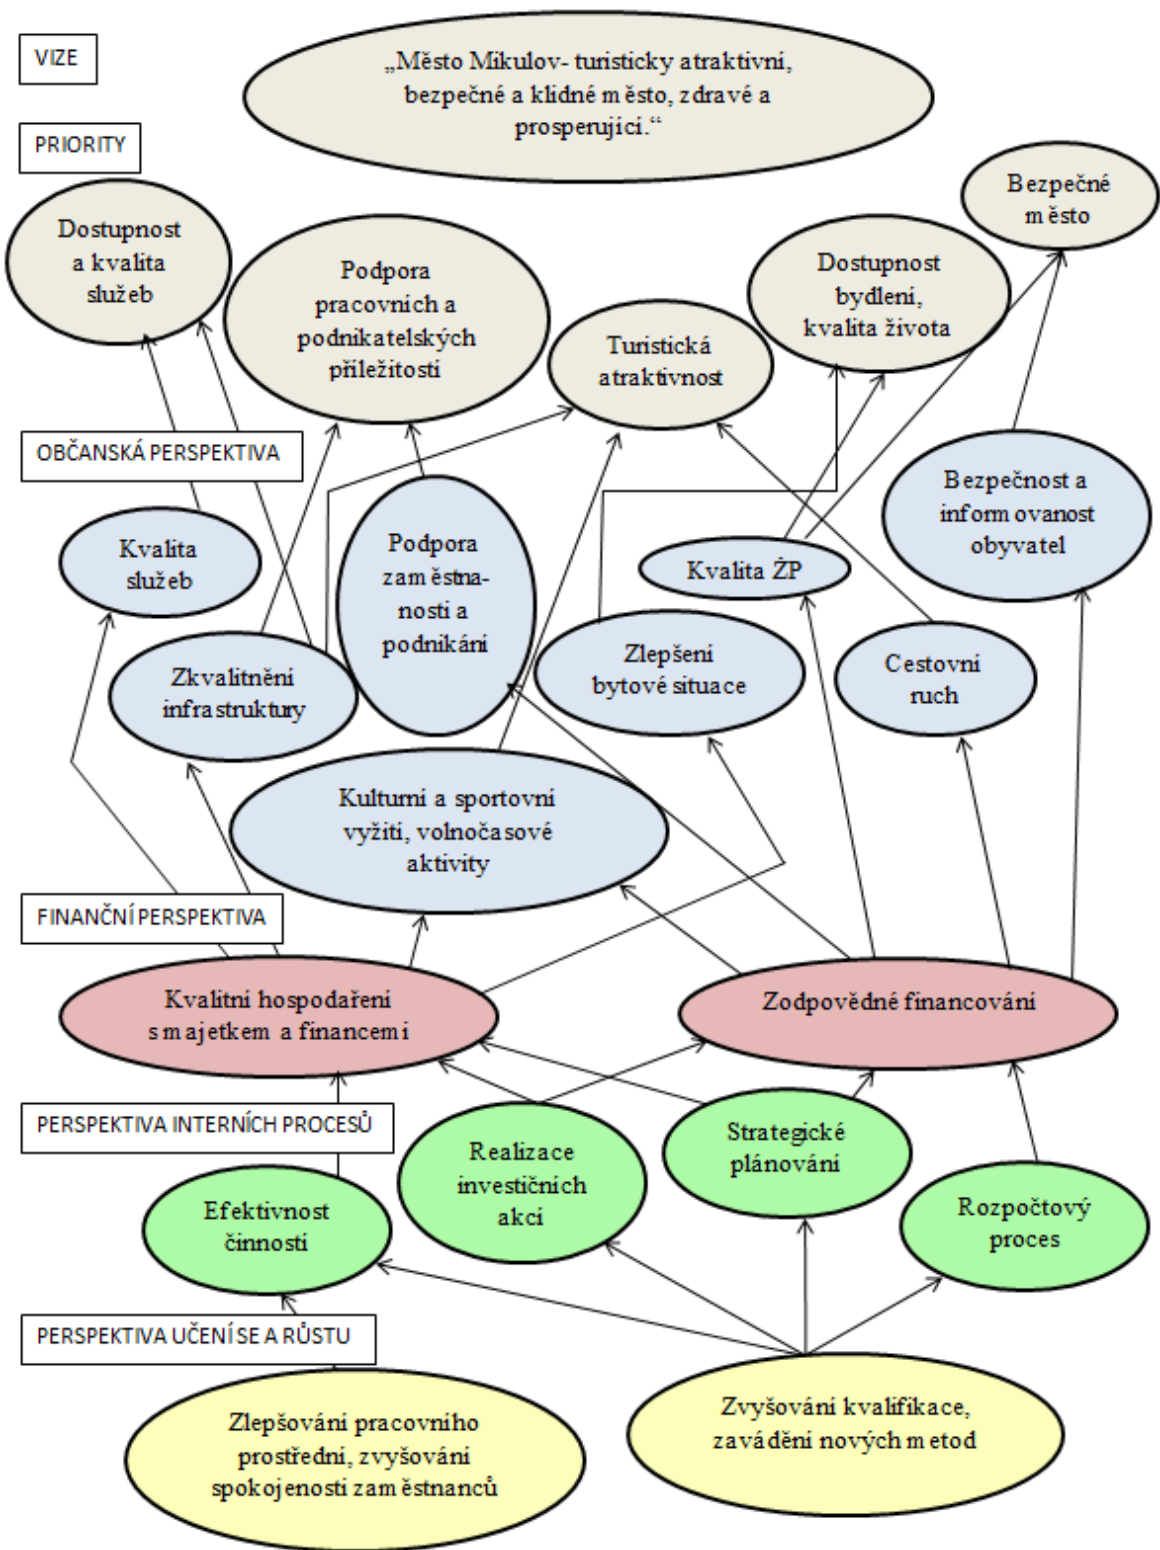 VIZE
„Město Mikulov- turisticky atraktivní,
bezpečné a klidné město, zdravé a
prosperující.“
PRIORITY
Bezpečné
město
Dostupnost
a kvalita
služeb
Podpora
pracovních a
podnikatelských
příležitostí
Turistická
atraktivnost
Dostupnost
bydlení,
kvalita života
OBČANSKÁ PERSPEKTIVA
Kvalita
služeb
Podpora
zaměstna-
nosti a
podnikání
Kvalita ŽP
Bezpečnost a
informovanost
obyvatel
Zkvalitnění
infrastruktury
Zlepšení
bytové situace
Cestovní
ruch
Kulturní a sportovní
vyžití, volnočasové
aktivity
FINANČNÍ PERSPEKTIVA
Kvalitní hospodaření
s majetkem a financemi
Zodpovědné financování
PERSPEKTIVA INTERNÍCH PROCESŮ
Efektivnost
činností
Realizace
investičních
akcí
Strategické
plánování
Rozpočtový
proces
PERSPEKTIVA UČENÍ SE A RŮSTU
Zlepšování pracovního
prostřední, zvyšování
spokojenosti zaměstnanců
Zvyšování kvalifikace,
zavádění nových metod